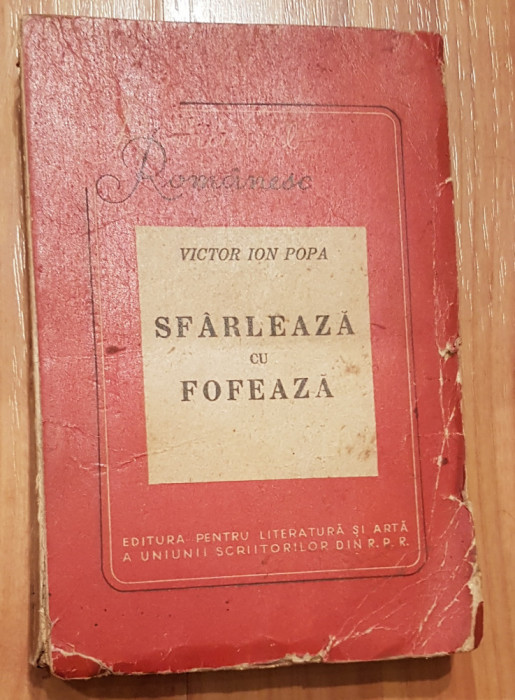 Românesc
VICTOR ION POPA
SFÂRLEAZĂ
CU
FOFEAZĂ
EDITURA PENTRU LITERATURĂ ȘI ARTĂ
A UNIUNII SCRIITORILOR DIN R.P.R.